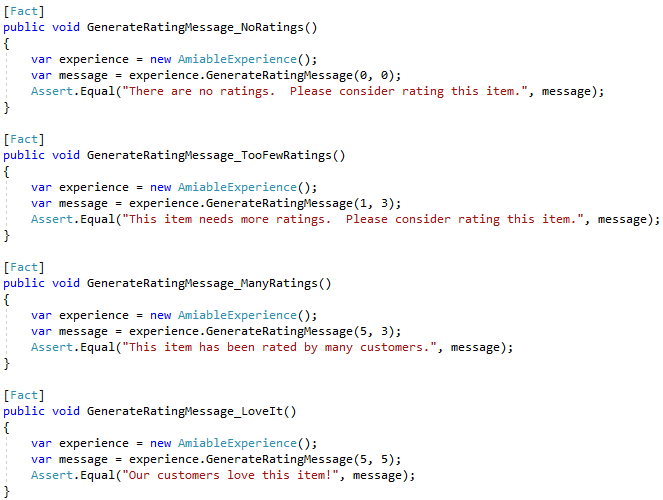 [Fact]
public void GenerateRatingMessage_NoRatings()
{
    var experience = new AmiableExperience();
    var message = experience.GenerateRatingMessage(0, 0);
    Assert.Equal("There are no ratings.  Please consider rating this item.", message);
}

[Fact]
public void GenerateRatingMessage_TooFewRatings()
{
    var experience = new AmiableExperience();
    var message = experience.GenerateRatingMessage(1, 3);
    Assert.Equal("This item needs more ratings.  Please consider rating this item.", message);
}

[Fact]
public void GenerateRatingMessage_ManyRatings()
{
    var experience = new AmiableExperience();
    var message = experience.GenerateRatingMessage(5, 3);
    Assert.Equal("This item has been rated by many customers.", message);
}

[Fact]
public void GenerateRatingMessage_LoveIt()
{
    var experience = new AmiableExperience();
    var message = experience.GenerateRatingMessage(5, 5);
    Assert.Equal("Our customers love this item!", message);
}